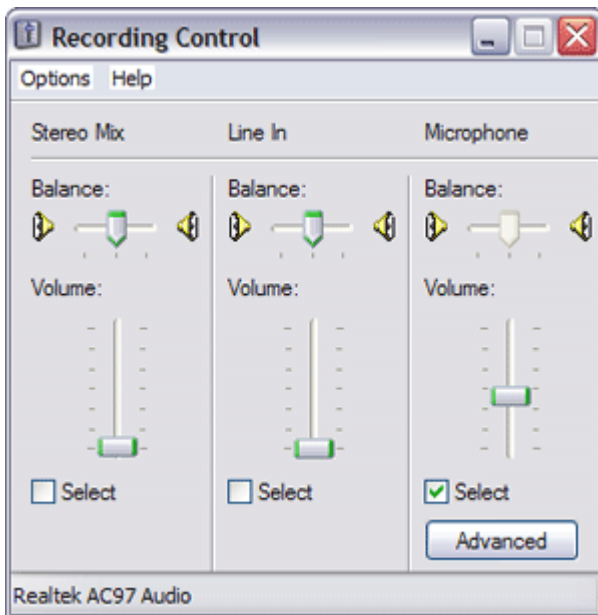 Recording Control
Options Help
Stereo Mix Line In Microphone
Balance: Balance: Balance:
Volume: Volume: Volume:
Select Select Select
Advanced
Realtek AC97 Audio